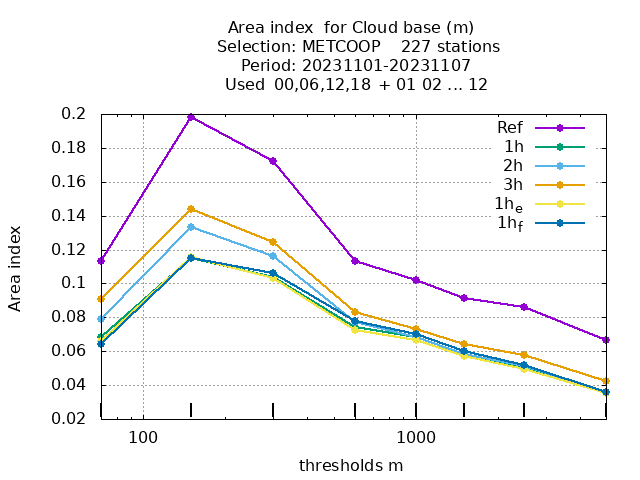 Area index  for Cloud base (m)
Selection: METCOOP    227 stations
Period: 20231101-20231107
Used  00,06,12,18  + 01 02 ... 12
Area index
0.2
0.18
0.16
0.14
0.12
0.1
0.08
0.06
0.04
0.02
100
1000
thresholds m
Ref
1h
2h
3h
1h_e
1h_f